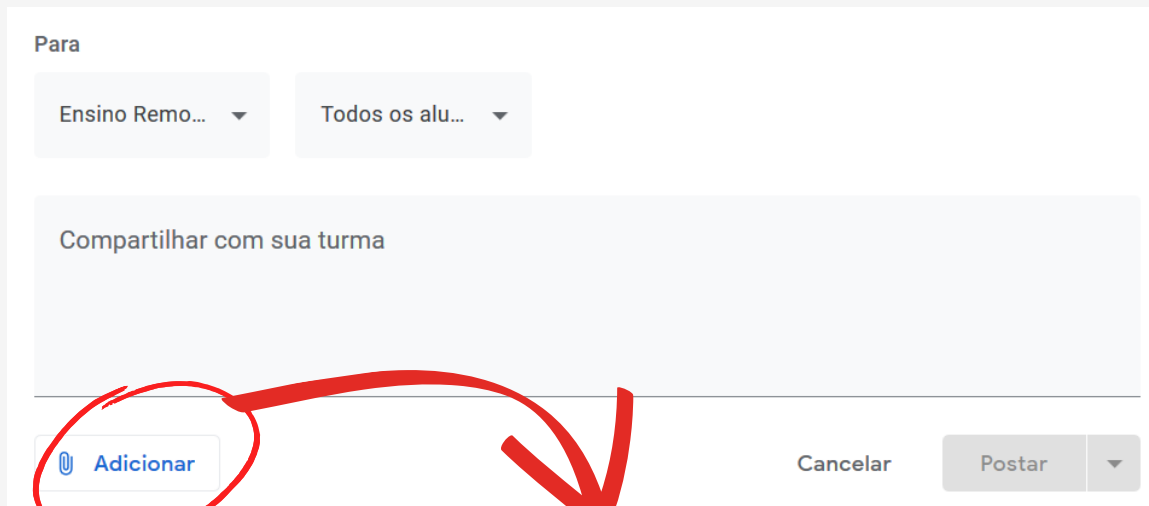 Para
Ensino Remo... Todos os alu...
Compartilhar com sua turma
Adicionar Cancelar Postar